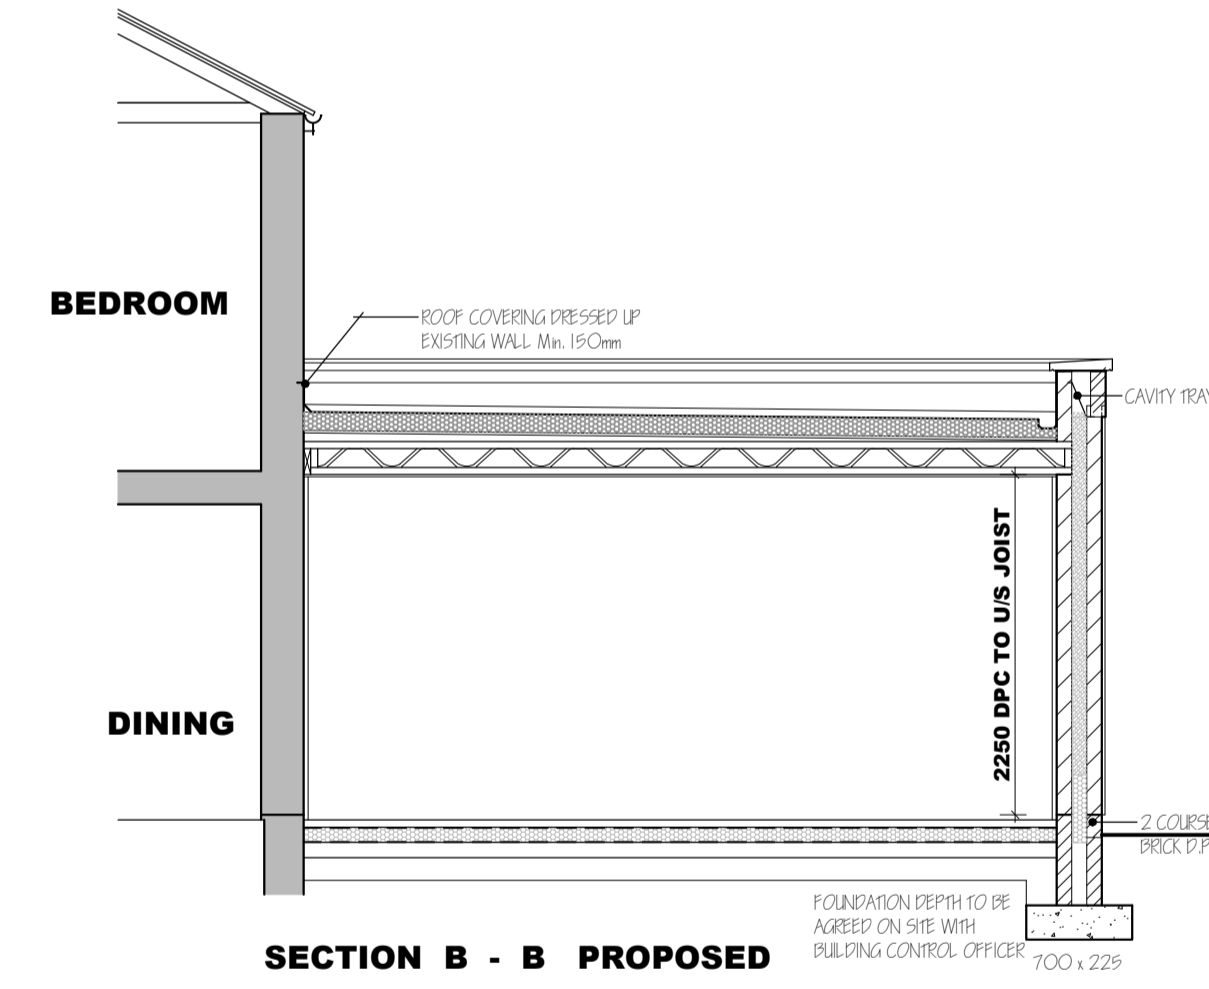 BEDROOM
ROOF COVERING DRESSED UP
EXISTING WALL Min. 150mm
CAVITY TRAY
2250 DPC TO U/S JOIST
DINING
2 COURSE
BRICK D.P
FOUNDATION DEPTH TO BE
AGREED ON SITE WITH
BUILDING CONTROL OFFICER
700 x 225
SECTION B - B PROPOSED